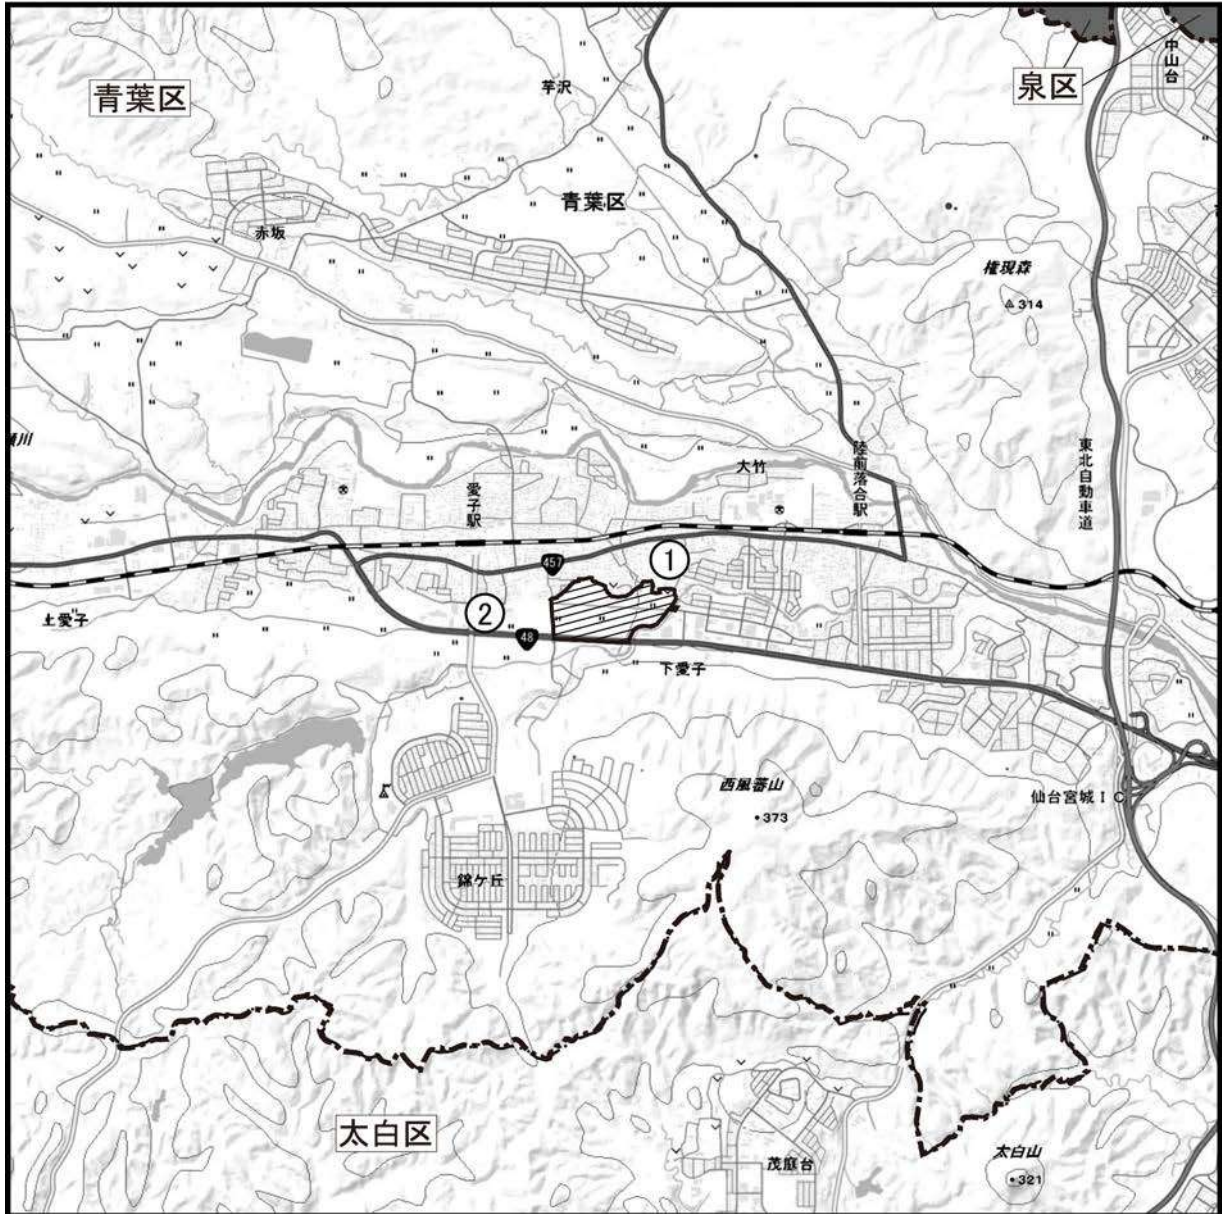 青葉区
泉区
中山台
芋沢
青葉区
赤坂
権現森
314
川
東北自動車道
陸前落合駅
大竹
愛子駅
457
①
②
48
上愛子
下愛子
西風蕃山
373
仙台宮城IC
錦ケ丘
太白区
茂庭台
太白山
321